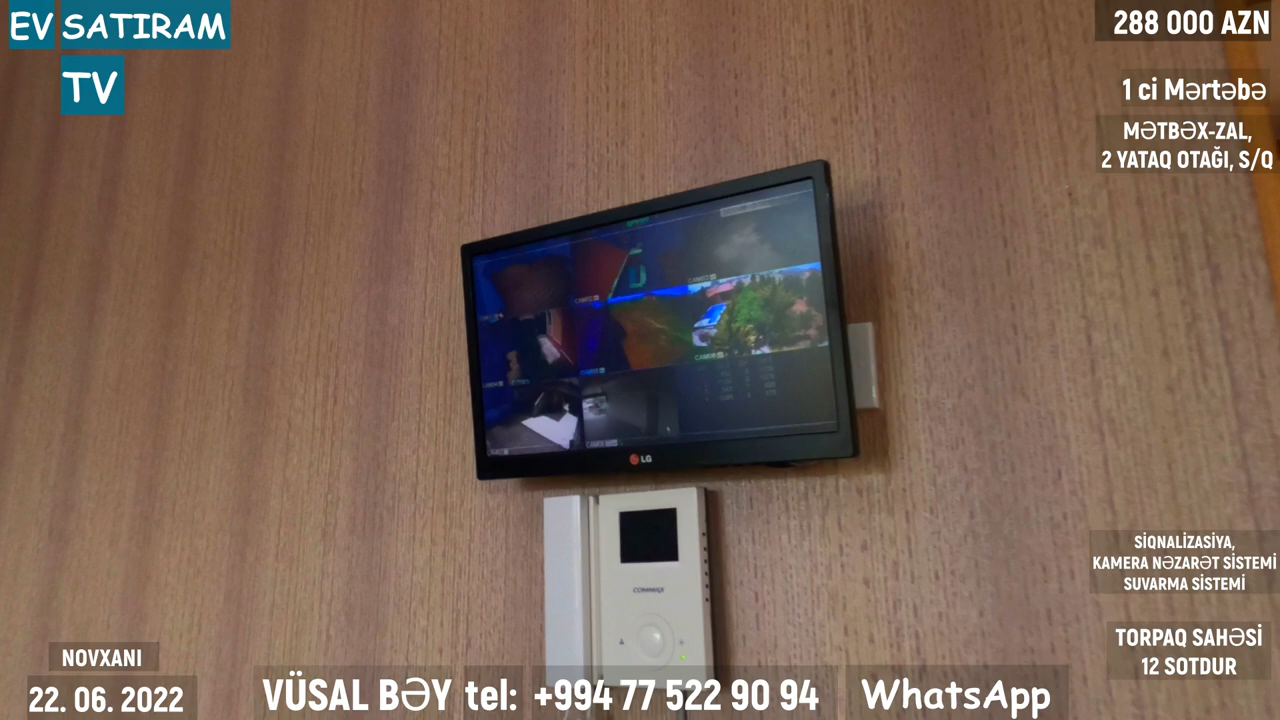 EV SATIRAM
TV
288 000 AZN
1 ci Mərtəbə
MƏTBƏX-ZAL,
2 YATAQ OTAĞI, S/Q
LG
COMMAX
SİQNALİZASİYA,
KAMERA NƏZARƏT SİSTEMİ
SUVARMA SİSTEMİ
TORPAQ SAHƏSİ
12 SOTDUR
NOVXANI
22. 06. 2022
VÜSAL BƏY tel: +994 77 522 90 94 WhatsApp